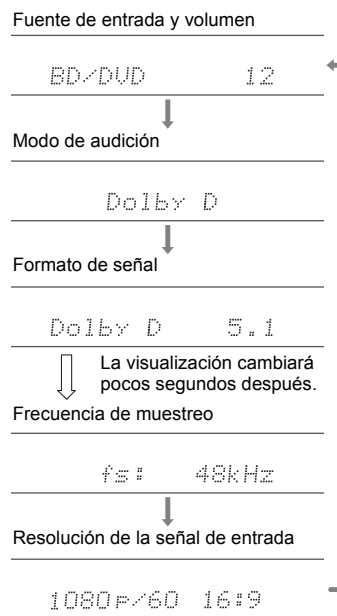 Fuente de entrada y volumen
BD/DVD 12
Modo de audición
Dolby D
Formato de señal
Dolby D 5.1
La visualización cambiará
pocos segundos después.
Frecuencia de muestreo
fs: 48kHz
Resolución de la señal de entrada
1080p/60 16:9